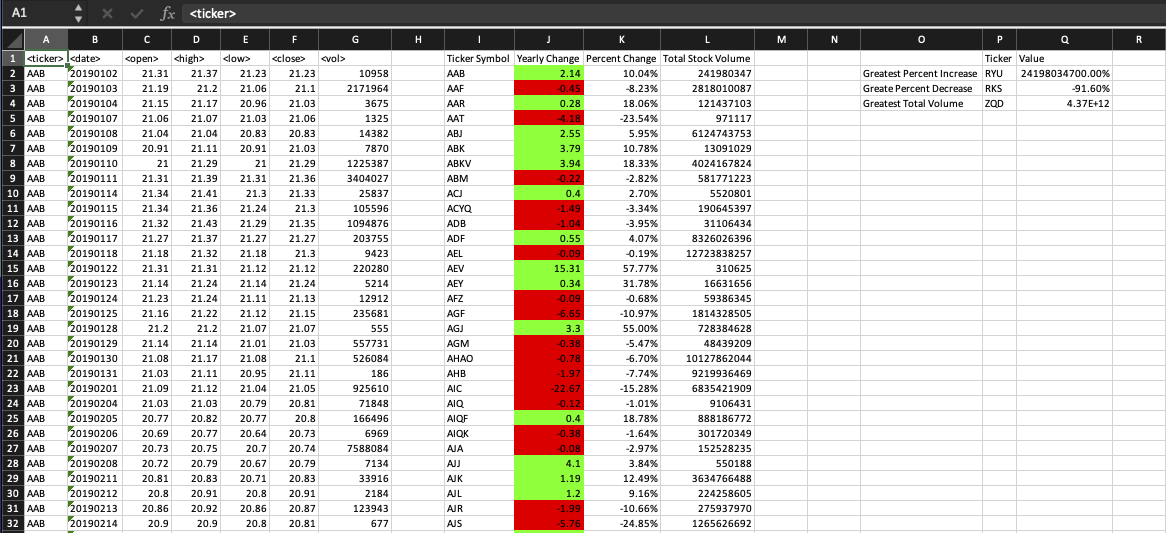 A1 fx <ticker>
A B C D E F G H I J K L M N O P Q R
1 <ticker> <date> <open> <high> <low> <close> <vol> Ticker Symbol Yearly Change Percent Change Total Stock Volume Ticker Value
2 AAB 20190102 21.31 21.37 21.23 21.23 10958 AAB 2.14 10.04% 241980347 Greatest Percent Increase RYU 24198034700.00%
3 AAB 20190103 21.19 21.2 21.06 21.1 2171964 AAF -0.45 -8.23% 2818010087 Greate Percent Decrease RKS -91.60%
4 AAB 20190104 21.15 21.17 20.96 21.03 3675 AAR 0.28 18.06% 121437103 Greatest Total Volume ZQD 4.37E+12
5 AAB 20190107 21.06 21.07 21.03 21.06 1325 AAT -4.18 -23.54% 971117
6 AAB 20190108 21.04 21.04 20.83 20.83 14382 ABJ 2.55 5.95% 6124743753
7 AAB 20190109 20.91 21.11 20.91 21.03 7870 ABK 3.79 10.78% 13091029
8 AAB 20190110 21 21.29 21 21.29 1225387 ABKV 3.94 18.33% 4024167824
9 AAB 20190111 21.31 21.39 21.31 21.36 3404027 ABM -0.22 -2.82% 581771223
10 AAB 20190114 21.34 21.41 21.3 21.33 25837 ACJ 0.4 2.70% 5520801
11 AAB 20190115 21.34 21.36 21.24 21.3 105596 ACYQ -1.49 -3.34% 190645397
12 AAB 20190116 21.32 21.43 21.29 21.35 1094876 ADB -1.04 -3.95% 31106434
13 AAB 20190117 21.27 21.37 21.27 21.27 203755 ADF 0.55 4.07% 8326026396
14 AAB 20190118 21.18 21.32 21.18 21.3 9423 AEL -0.09 -0.19% 12723838257
15 AAB 20190122 21.31 21.31 21.12 21.12 220280 AEV 15.31 57.77% 310625
16 AAB 20190123 21.14 21.24 21.14 21.24 5214 AEY 0.34 31.78% 16631656
17 AAB 20190124 21.23 21.24 21.11 21.13 12912 AFZ -0.09 -0.68% 59386345
18 AAB 20190125 21.16 21.22 21.12 21.15 235681 AGF -6.65 -10.97% 1814328505
19 AAB 20190128 21.2 21.2 21.07 21.07 555 AGJ 3.3 55.00% 728384628
20 AAB 20190129 21.14 21.14 21.01 21.03 557731 AGM -0.38 -5.47% 48439209
21 AAB 20190130 21.08 21.17 21.08 21.1 526084 AHAO -0.78 -6.70% 10127862044
22 AAB 20190131 21.03 21.11 20.95 21.11 186 AHB -1.97 -7.74% 9219936469
23 AAB 20190201 21.09 21.12 21.04 21.05 925610 AIC -22.67 -15.28% 6835421909
24 AAB 20190204 21.03 21.03 20.79 20.81 71848 AIQ -0.12 -1.01% 9106431
25 AAB 20190205 20.77 20.82 20.77 20.8 166496 AIQF 0.4 18.78% 888186772
26 AAB 20190206 20.69 20.77 20.64 20.73 6969 AIQK -0.38 -1.64% 301720349
27 AAB 20190207 20.73 20.75 20.7 20.74 7588084 AJA -0.08 -2.97% 152528235
28 AAB 20190208 20.72 20.79 20.67 20.79 7134 AJJ 4.1 3.84% 550188
29 AAB 20190211 20.81 20.83 20.71 20.83 33916 AJK 1.19 12.49% 3634766488
30 AAB 20190212 20.8 20.91 20.8 20.91 2184 AJL 1.2 9.16% 224258605
31 AAB 20190213 20.86 20.92 20.86 20.87 123943 AJR -1.99 -10.66% 275937970
32 AAB 20190214 20.9 20.9 20.8 20.81 677 AJS -5.76 -24.85% 1265626692